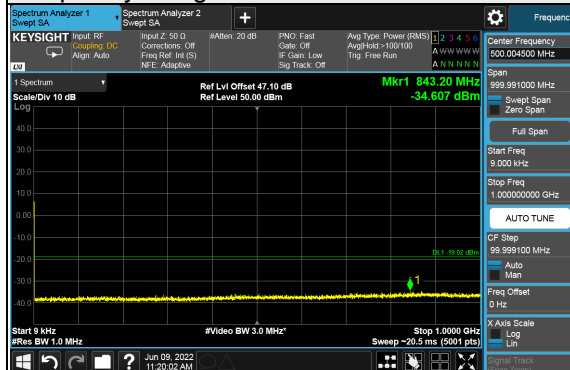 Spectrum Analyzer 1
Swept SA
Spectrum Analyzer 2
Swept SA
+
Frequenc
KEYSIGHT
Input: RF
Coupling: DC
Align: Auto
Input Z: 50 Ω
Corrections: Off
Freq Ref: Int (S)
NFE: Adaptive
#Atten: 20 dB
PNO: Fast
Gate: Off
IF Gain: Low
Sig Track: Off
Avg Type: Power (RMS)
Avg|Hold:>100/100
Trig: Free Run
1 2 3 4 5 6
A W W W W W
A N N N N N
LXI
1 Spectrum
Scale/Div 10 dB
Log
Ref Lvl Offset 47.10 dB
Ref Level 50.00 dBm
Mkr1 843.20 MHz
-34.607 dBm
40.0
30.0
20.0
10.0
0.00
-10.0
-20.0
-30.0
-40.0
DL1 -19.02 dBm
1
Start 9 kHz
#Res BW 1.0 MHz
#Video BW 3.0 MHz*
Stop 1.0000 GHz
Sweep ~20.5 ms (5001 pts)
Jun 09, 2022
11:20:02 AM
Center Frequency
500.004500 MHz
Span
999.991000 MHz
Swept Span
Zero Span
Full Span
Start Freq
9.000 kHz
Stop Freq
1.000000000 GHz
AUTO TUNE
CF Step
99.999100 MHz
Auto
Man
Freq Offset
0 Hz
X Axis Scale
Log
Lin
Signal Track